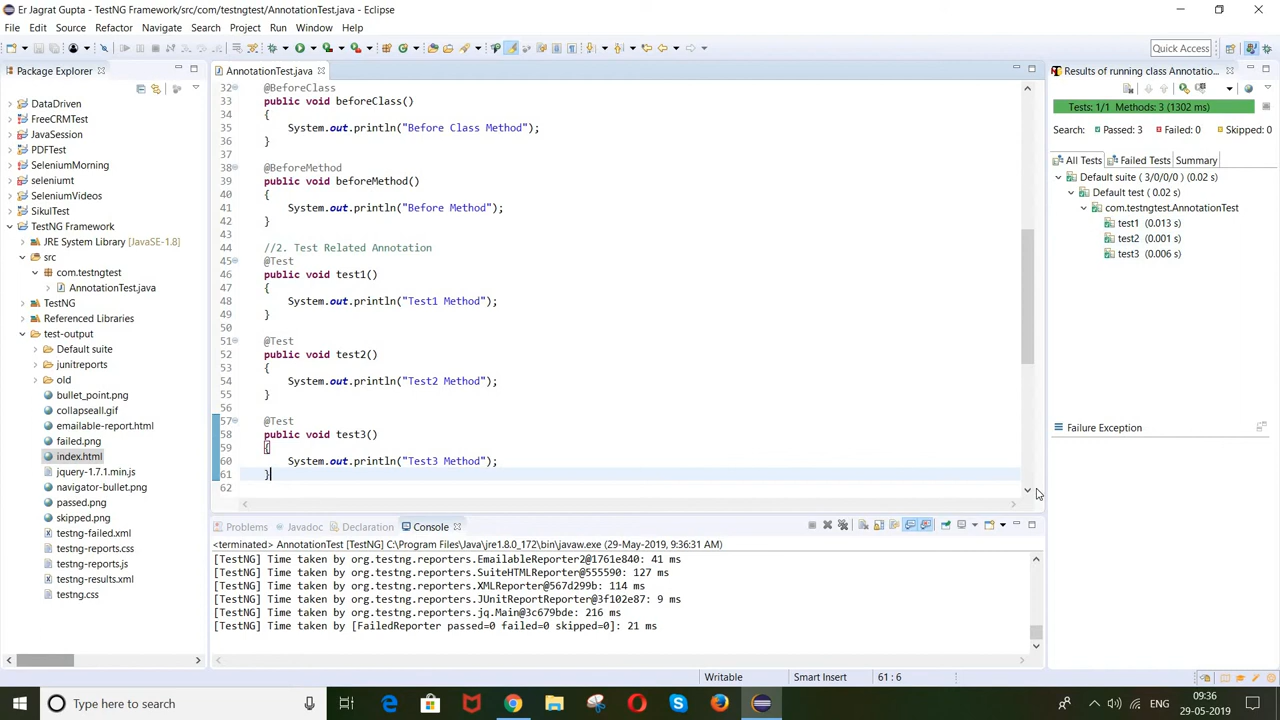 Er Jagrat Gupta - TestNG Framework/src/com/testngtest/AnnotationTest.java - Eclipse
File Edit Source Refactor Navigate Search Project Run Window Help
Quick Access
Package Explorer
DataDriven
FreeCRMTest
JavaSession
PDFTest
SeleniumMorning
seleniumt
SeleniumVideos
SikulTest
TestNG Framework
JRE System Library [JavaSE-1.8]
src
com.testngtest
AnnotationTest.java
TestNG
Referenced Libraries
test-output
Default suite
junitreports
old
bullet_point.png
collapseall.gif
emailable-report.html
failed.png
index.html
jquery-1.7.1.min.js
navigator-bullet.png
passed.png
skipped.png
testng-failed.xml
testng-reports.css
testng-reports.js
testng-results.xml
testng.css
AnnotationTest.java
32 @BeforeClass
33 public void beforeClass()
34 {
35 System.out.println("Before Class Method");
36 }
37
38 @BeforeMethod
39 public void beforeMethod()
40 {
41 System.out.println("Before Method");
42 }
43
44 //2. Test Related Annotation
45 @Test
46 public void test1()
47 {
48 System.out.println("Test1 Method");
49 }
50
51 @Test
52 public void test2()
53 {
54 System.out.println("Test2 Method");
55 }
56
57 @Test
58 public void test3()
59 {
60 System.out.println("Test3 Method");
61 }
62
Results of running class Annotatio...
Tests: 1/1 Methods: 3 (1302 ms)
Search: Passed: 3 Failed: 0 Skipped: 0
All Tests Failed Tests Summary
Default suite ( 3/0/0/0 ) (0.02 s)
Default test (0.02 s)
com.testngtest.AnnotationTest
test1 (0.013 s)
test2 (0.001 s)
test3 (0.006 s)
Failure Exception
Problems Javadoc Declaration Console
<terminated> AnnotationTest [TestNG] C:\Program Files\Java\jre1.8.0_172\bin\javaw.exe (29-May-2019, 9:36:31 AM)
[TestNG] Time taken by org.testng.reporters.EmailableReporter2@1761e840: 41 ms
[TestNG] Time taken by org.testng.reporters.SuiteHTMLReporter@555590: 127 ms
[TestNG] Time taken by org.testng.reporters.XMLReporter@567d299b: 114 ms
[TestNG] Time taken by org.testng.reporters.JUnitReportReporter@3f102e87: 9 ms
[TestNG] Time taken by org.testng.reporters.jq.Main@3c679bde: 216 ms
[TestNG] Time taken by [FailedReporter passed=0 failed=0 skipped=0]: 21 ms
Writable Smart Insert 61 : 6
Type here to search
ENG
09:36
29-05-2019